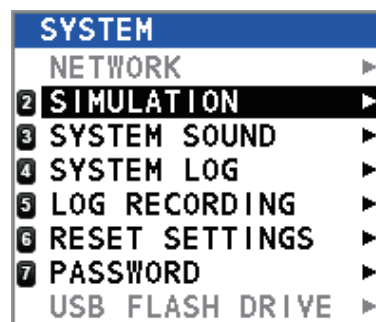 SYSTEM
NETWORK
2 SIMULATION
3 SYSTEM SOUND
4 SYSTEM LOG
5 LOG RECORDING
6 RESET SETTINGS
7 PASSWORD
USB FLASH DRIVE